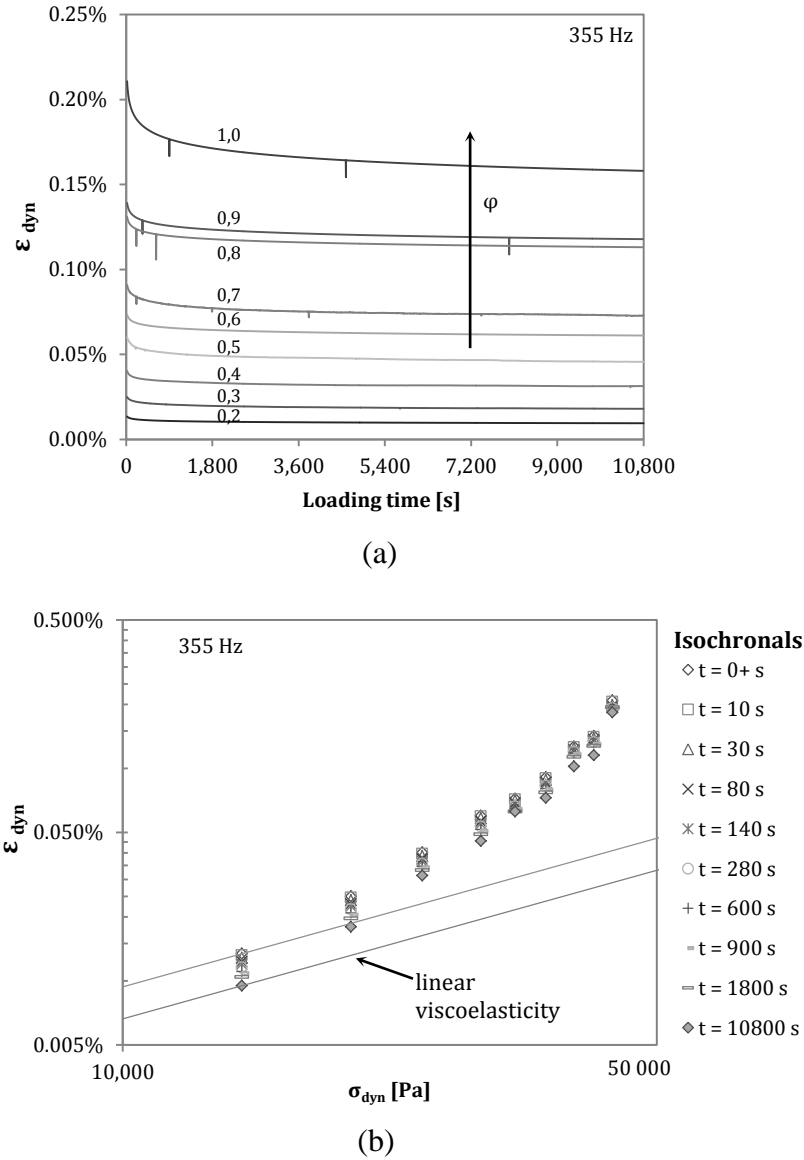 0.25%
355 Hz
0.20%
1,0
0.15%
φ
0,9
0,8
0.10%
0,7
0,6
0.05%
0,5
0,4
0,3
0,2
0.00%
0 1,800 3,600 5,400 7,200 9,000 10,800
ε dyn
Loading time [s]
(a)
0.500%
355 Hz
0.050%
linear
viscoelasticity
0.005%
10,000 50 000
ε dyn
σdyn [Pa]
Isochronals
t = 0+ s
t = 10 s
t = 30 s
t = 80 s
t = 140 s
t = 280 s
t = 600 s
t = 900 s
t = 1800 s
t = 10800 s
(b)